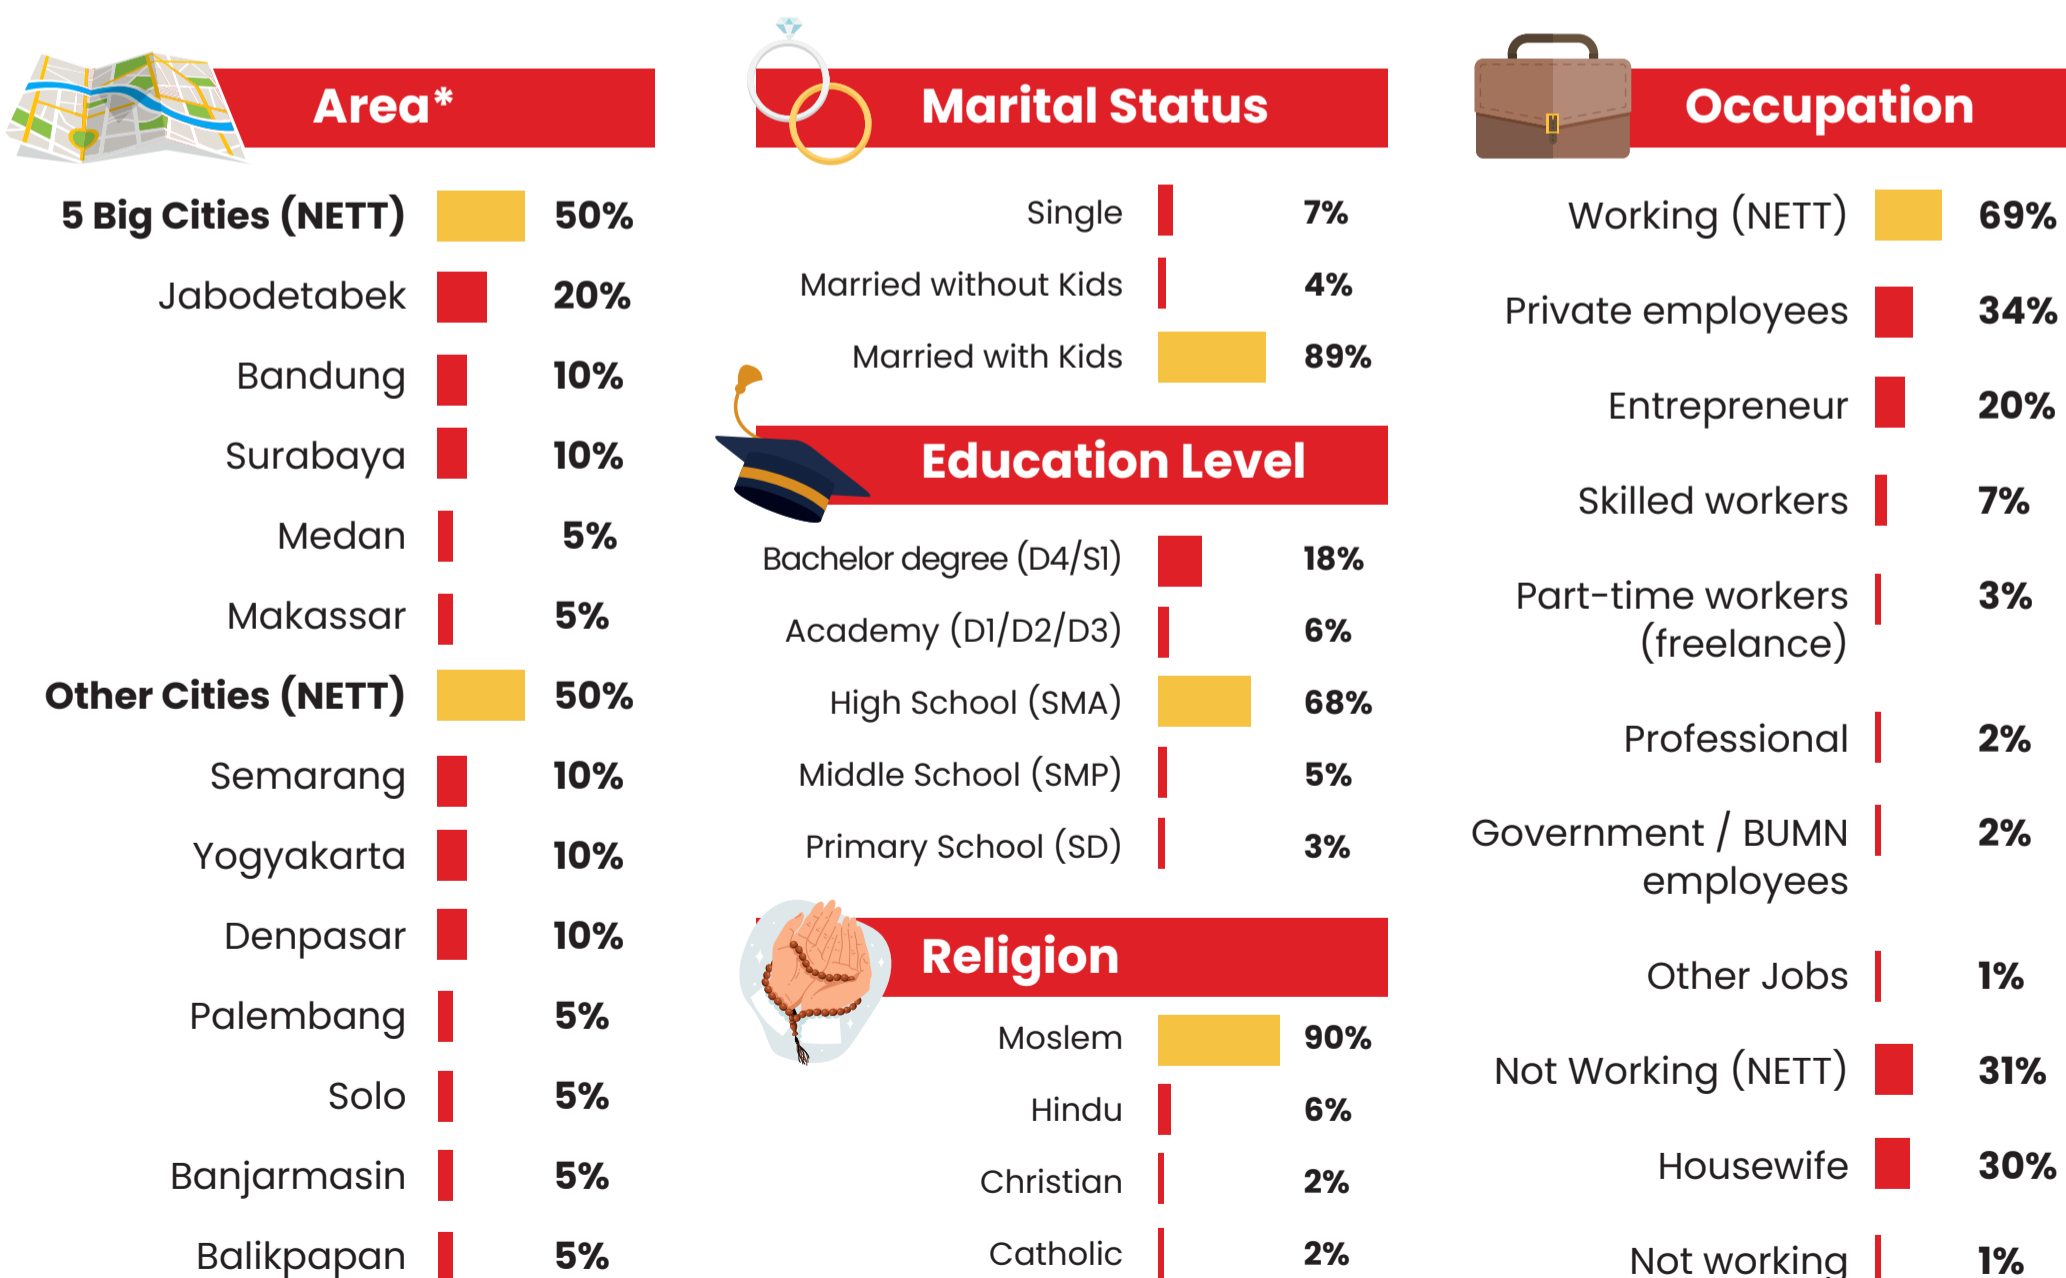 Area*
5 Big Cities (NETT) 50%
Jabodetabek 20%
Bandung 10%
Surabaya 10%
Medan 5%
Makassar 5%
Other Cities (NETT) 50%
Semarang 10%
Yogyakarta 10%
Denpasar 10%
Palembang 5%
Solo 5%
Banjarmasin 5%
Balikpapan 5%
Marital Status
Single 7%
Married without Kids 4%
Married with Kids 89%
Education Level
Bachelor degree (D4/S1) 18%
Academy (D1/D2/D3) 6%
High School (SMA) 68%
Middle School (SMP) 5%
Primary School (SD) 3%
Religion
Moslem 90%
Hindu 6%
Christian 2%
Catholic 2%
Occupation
Working (NETT) 69%
Private employees 34%
Entrepreneur 20%
Skilled workers 7%
Part-time workers 3%
(freelance)
Professional 2%
Government / BUMN 2%
employees
Other Jobs 1%
Not Working (NETT) 31%
Housewife 30%
Not working 1%